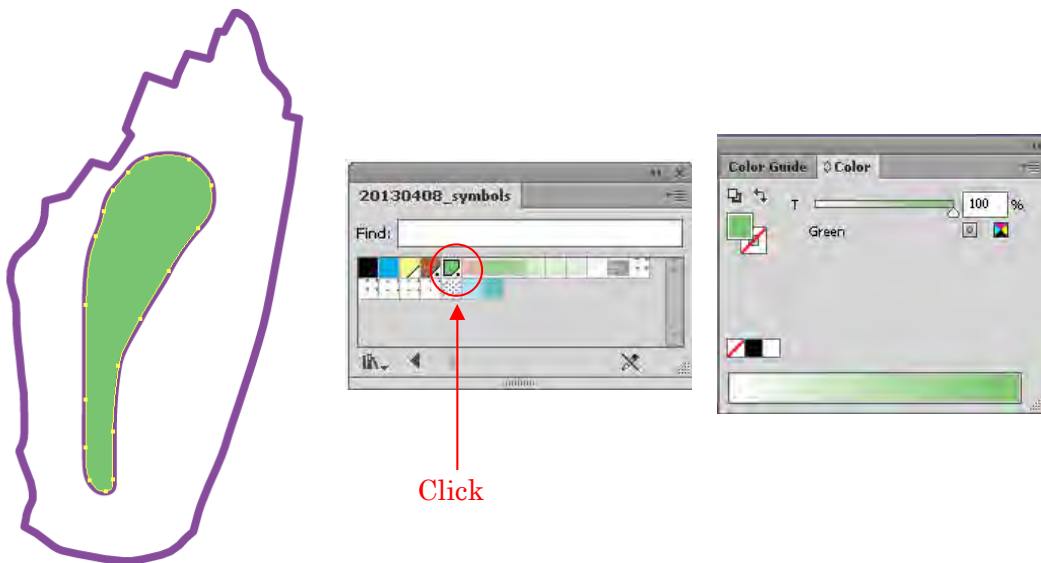 20130408_symbols
Find:
Click
Color Guide Color
T 100 %
Green